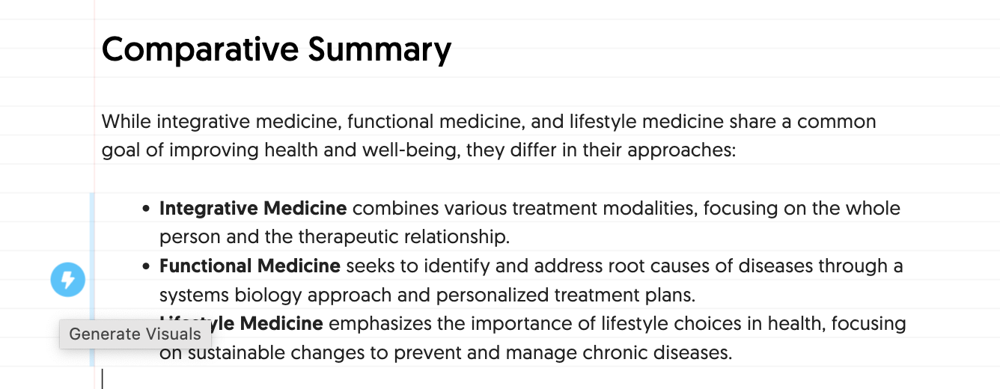 Comparative Summary
While integrative medicine, functional medicine, and lifestyle medicine share a common
goal of improving health and well-being, they differ in their approaches:
• Integrative Medicine combines various treatment modalities, focusing on the whole
person and the therapeutic relationship.
• Functional Medicine seeks to identify and address root causes of diseases through a
systems biology approach and personalized treatment plans.
Lifestyle Medicine emphasizes the importance of lifestyle choices in health, focusing
Generate Visuals
on sustainable changes to prevent and manage chronic diseases.